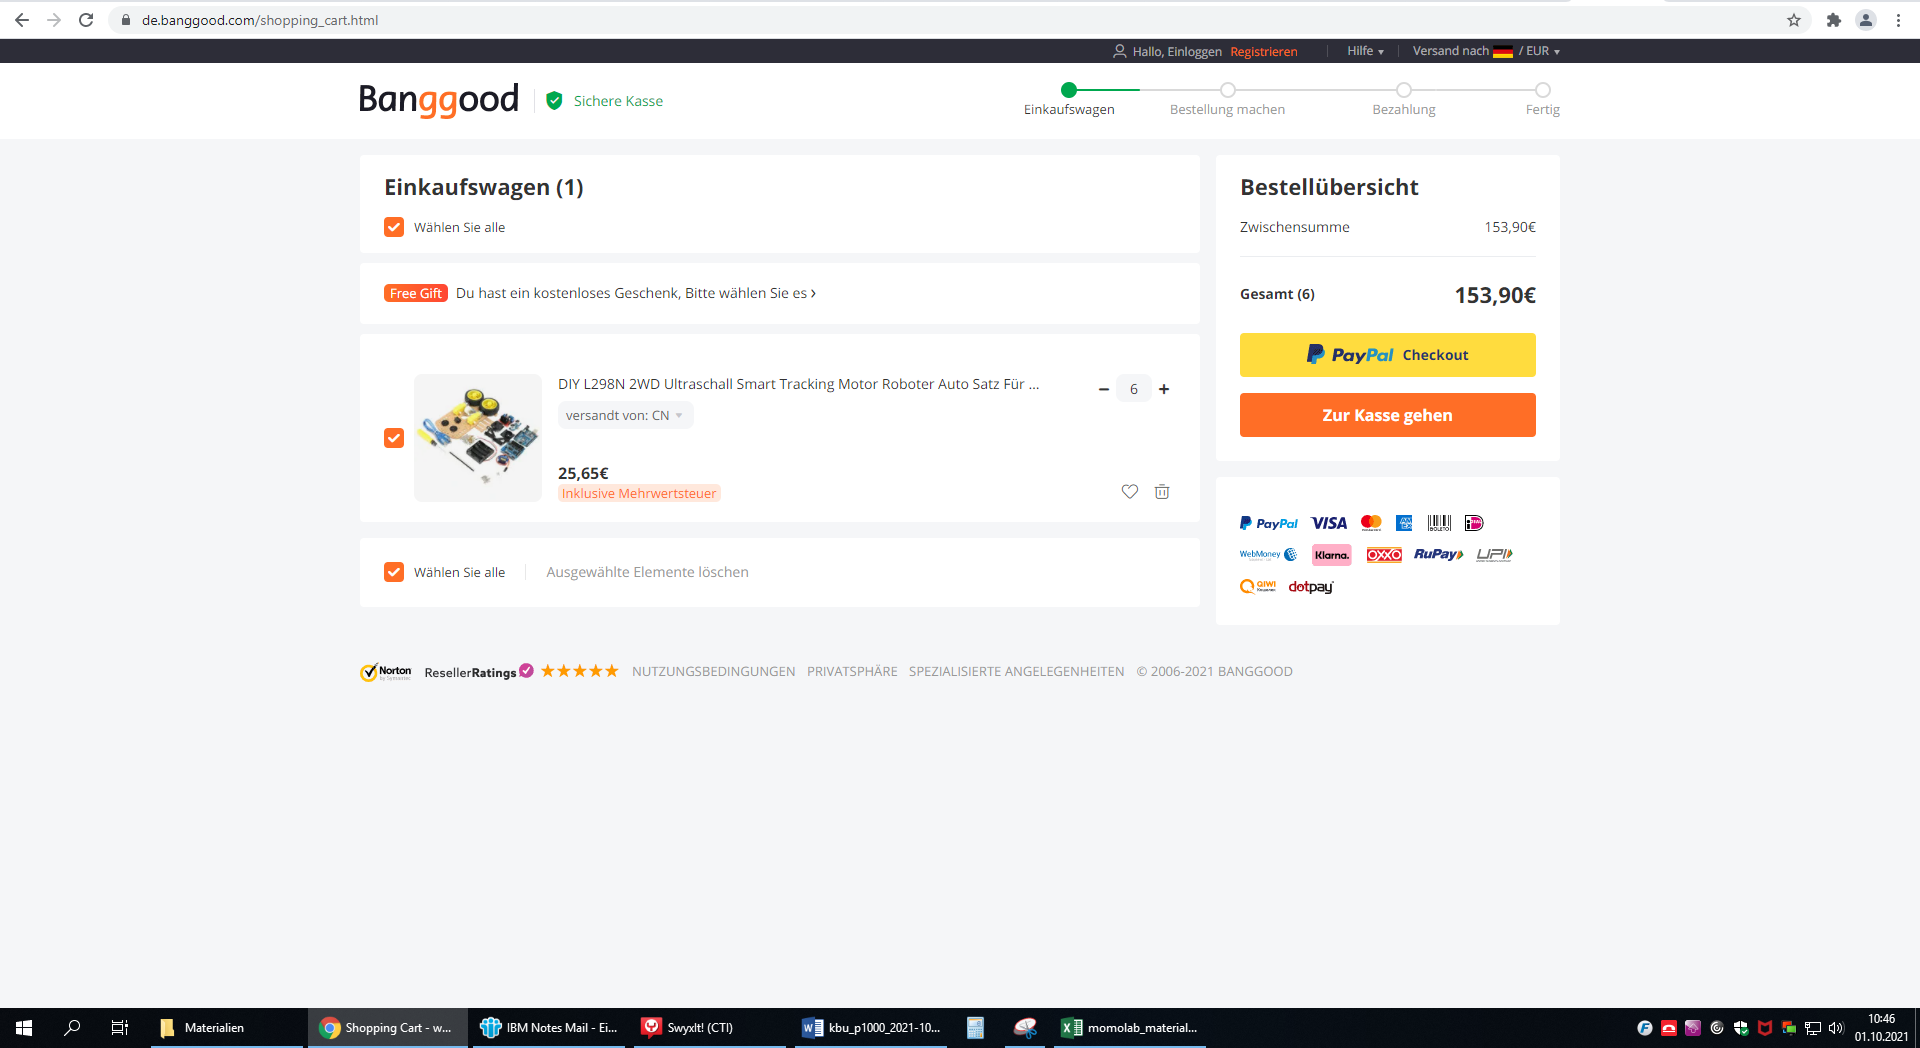 de.banggood.com/shopping_cart.html
Hallo, Einloggen Registrieren Hilfe Versand nach / EUR
Banggood Sichere Kasse
Einkaufswagen Bestellung machen Bezahlung Fertig
Einkaufswagen (1)
Wählen Sie alle
Free Gift Du hast ein kostenloses Geschenk, Bitte wählen Sie es ›
DIY L298N 2WD Ultraschall Smart Tracking Motor Roboter Auto Satz Für ...
− 6 +
versandt von: CN
25,65€
Inklusive Mehrwertsteuer
Wählen Sie alle Ausgewählte Elemente löschen
Bestellübersicht
Zwischensumme 153,90€
Gesamt (6) 153,90€
PayPal Checkout
Zur Kasse gehen
PayPal VISA BOLETO
WebMoney Klarna. OXXO RuPay UPI
QIWI dotpay
Norton ResellerRatings NUTZUNGSBEDINGUNGEN PRIVATSPHÄRE SPEZIALISIERTE ANGELEGENHEITEN © 2006-2021 BANGGOOD
Materialien Shopping Cart - w... IBM Notes Mail - Ei... SwyxIt! (CTI) kbu_p1000_2021-10... momolab_material...
10:46
01.10.2021